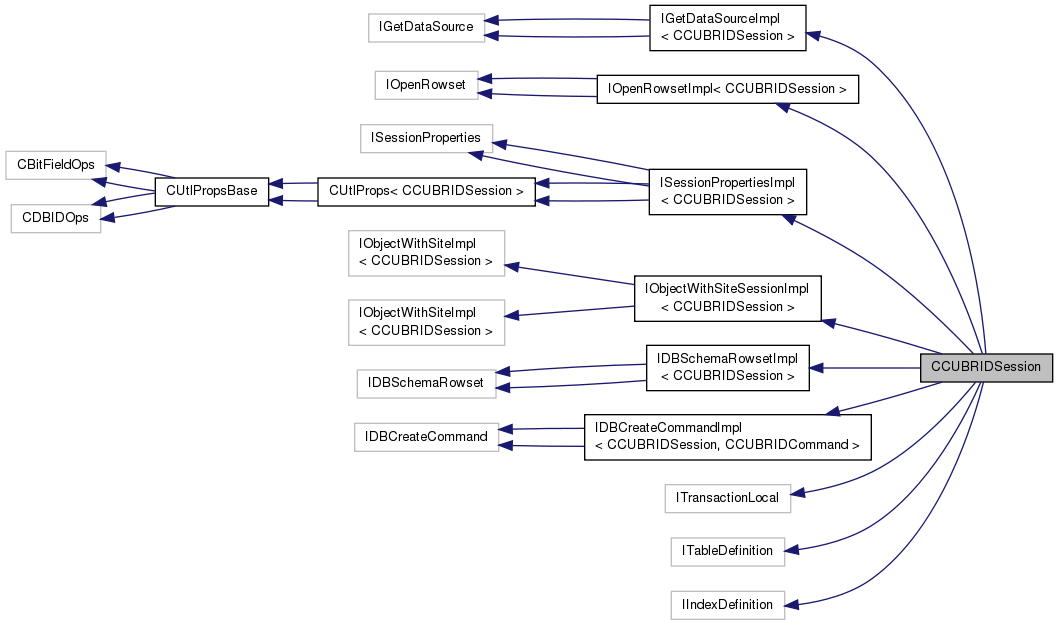 IGetDataSource
IGetDataSourceImpl
< CCUBRIDSession >
IOpenRowset
IOpenRowsetImpl< CCUBRIDSession >
ISessionProperties
CBitFieldOps
CUtlPropsBase
CUtlProps< CCUBRIDSession >
ISessionPropertiesImpl
< CCUBRIDSession >
CDBIDOps
IObjectWithSiteImpl
< CCUBRIDSession >
IObjectWithSiteSessionImpl
< CCUBRIDSession >
IObjectWithSiteImpl
< CCUBRIDSession >
IDBSchemaRowsetImpl
< CCUBRIDSession >
CCUBRIDSession
IDBSchemaRowset
IDBCreateCommand
IDBCreateCommandImpl
< CCUBRIDSession, CCUBRIDCommand >
ITransactionLocal
ITableDefinition
IIndexDefinition